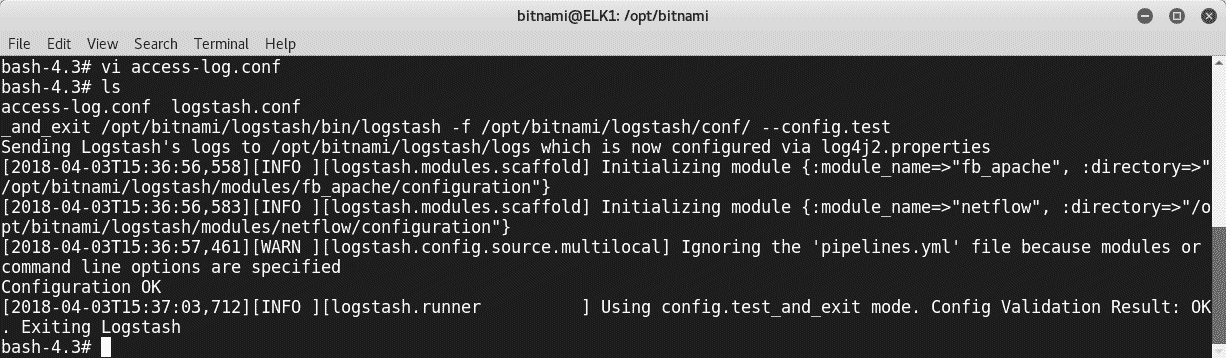 bitnami@ELK1: /opt/bitnami
File Edit View Search Terminal Help
bash-4.3# vi access-log.conf
bash-4.3# ls
access-log.conf  logstash.conf
_and_exit /opt/bitnami/logstash/bin/logstash -f /opt/bitnami/logstash/conf/ --config.test
Sending Logstash's logs to /opt/bitnami/logstash/logs which is now configured via log4j2.properties
[2018-04-03T15:36:56,558][INFO ][logstash.modules.scaffold] Initializing module {:module_name=>"fb_apache", :directory=>"
/opt/bitnami/logstash/modules/fb_apache/configuration"}
[2018-04-03T15:36:56,583][INFO ][logstash.modules.scaffold] Initializing module {:module_name=>"netflow", :directory=>"/o
pt/bitnami/logstash/modules/netflow/configuration"}
[2018-04-03T15:36:57,461][WARN ][logstash.config.source.multilocal] Ignoring the 'pipelines.yml' file because modules or
command line options are specified
Configuration OK
[2018-04-03T15:37:03,712][INFO ][logstash.runner          ] Using config.test_and_exit mode. Config Validation Result: OK
. Exiting Logstash
bash-4.3#